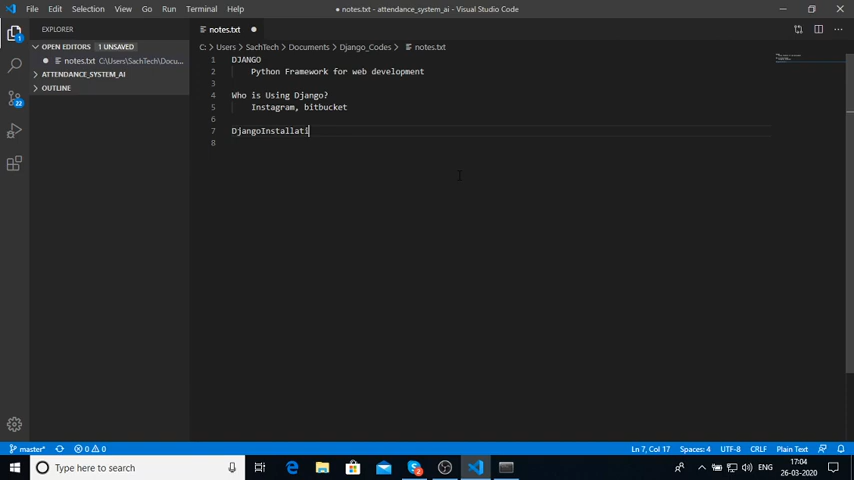 File Edit Selection View Go Run Terminal Help
● notes.txt - attendance_system_ai - Visual Studio Code
EXPLORER
notes.txt ●
OPEN EDITORS 1 UNSAVED
● notes.txt C:\Users\SachTech\Docu...
ATTENDANCE_SYSTEM_AI
OUTLINE
1
22
C: > Users > SachTech > Documents > Django_Codes > notes.txt
1 DJANGO
2 Python Framework for web development
3
4 Who is Using Django?
5 Instagram, bitbucket
6
7 DjangoInstallati
8
master* 0 0
Ln 7, Col 17 Spaces: 4 UTF-8 CRLF Plain Text
Type here to search
2
ENG
17:04
26-03-2020